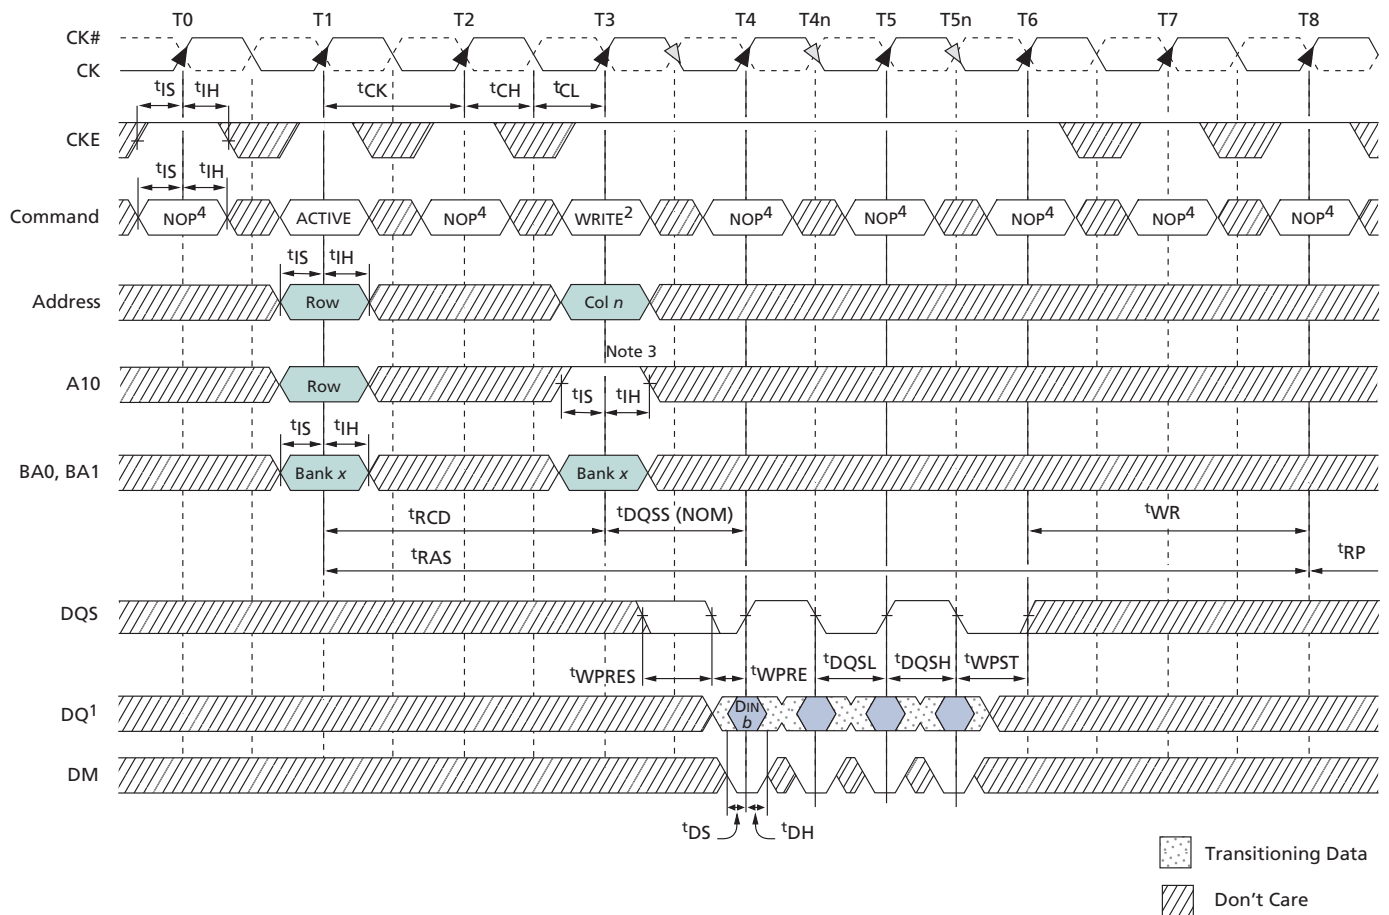 T0 T1 T2 T3 T4 T4n T5 T5n T6 T7 T8
CK#
CK
tIS tIH tCK tCH tCL
CKE
tIS tIH
Command NOP4 ACTIVE NOP4 WRITE2 NOP4 NOP4 NOP4 NOP4 NOP4
tIS tIH
Address Row Col n
Note 3
A10 Row
tIS tIH
tIS tIH
BA0, BA1 Bank x Bank x
tRCD tDQSS (NOM) tWR
tRAS tRP
DQS
tWPRES tWPRE tDQSL tDQSH tWPST
DQ1 DIN
b
DM
tDS tDH
Transitioning Data
Don't Care